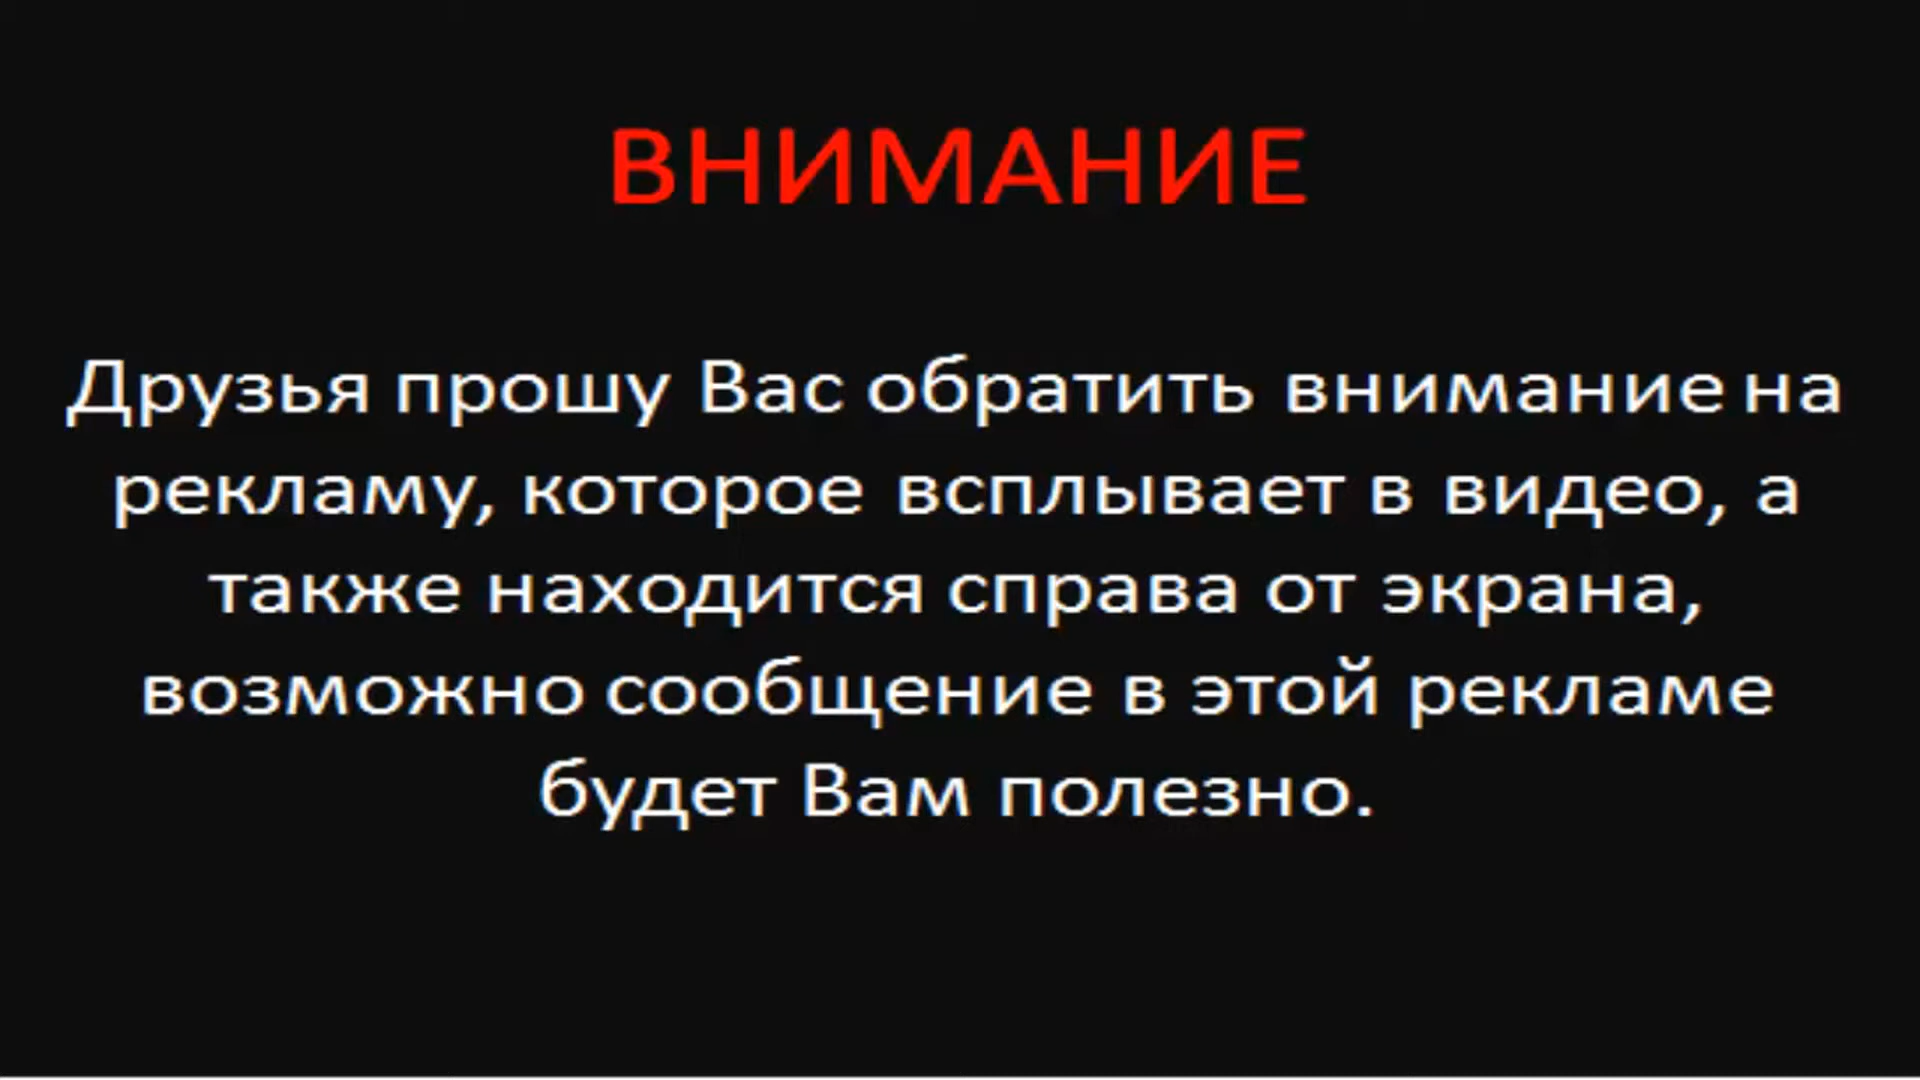 ВНИМАНИЕ
Друзья прошу Вас обратить внимание на
рекламу, которое всплывает в видео, а
также находится справа от экрана,
возможно сообщение в этой рекламе
будет Вам полезно.